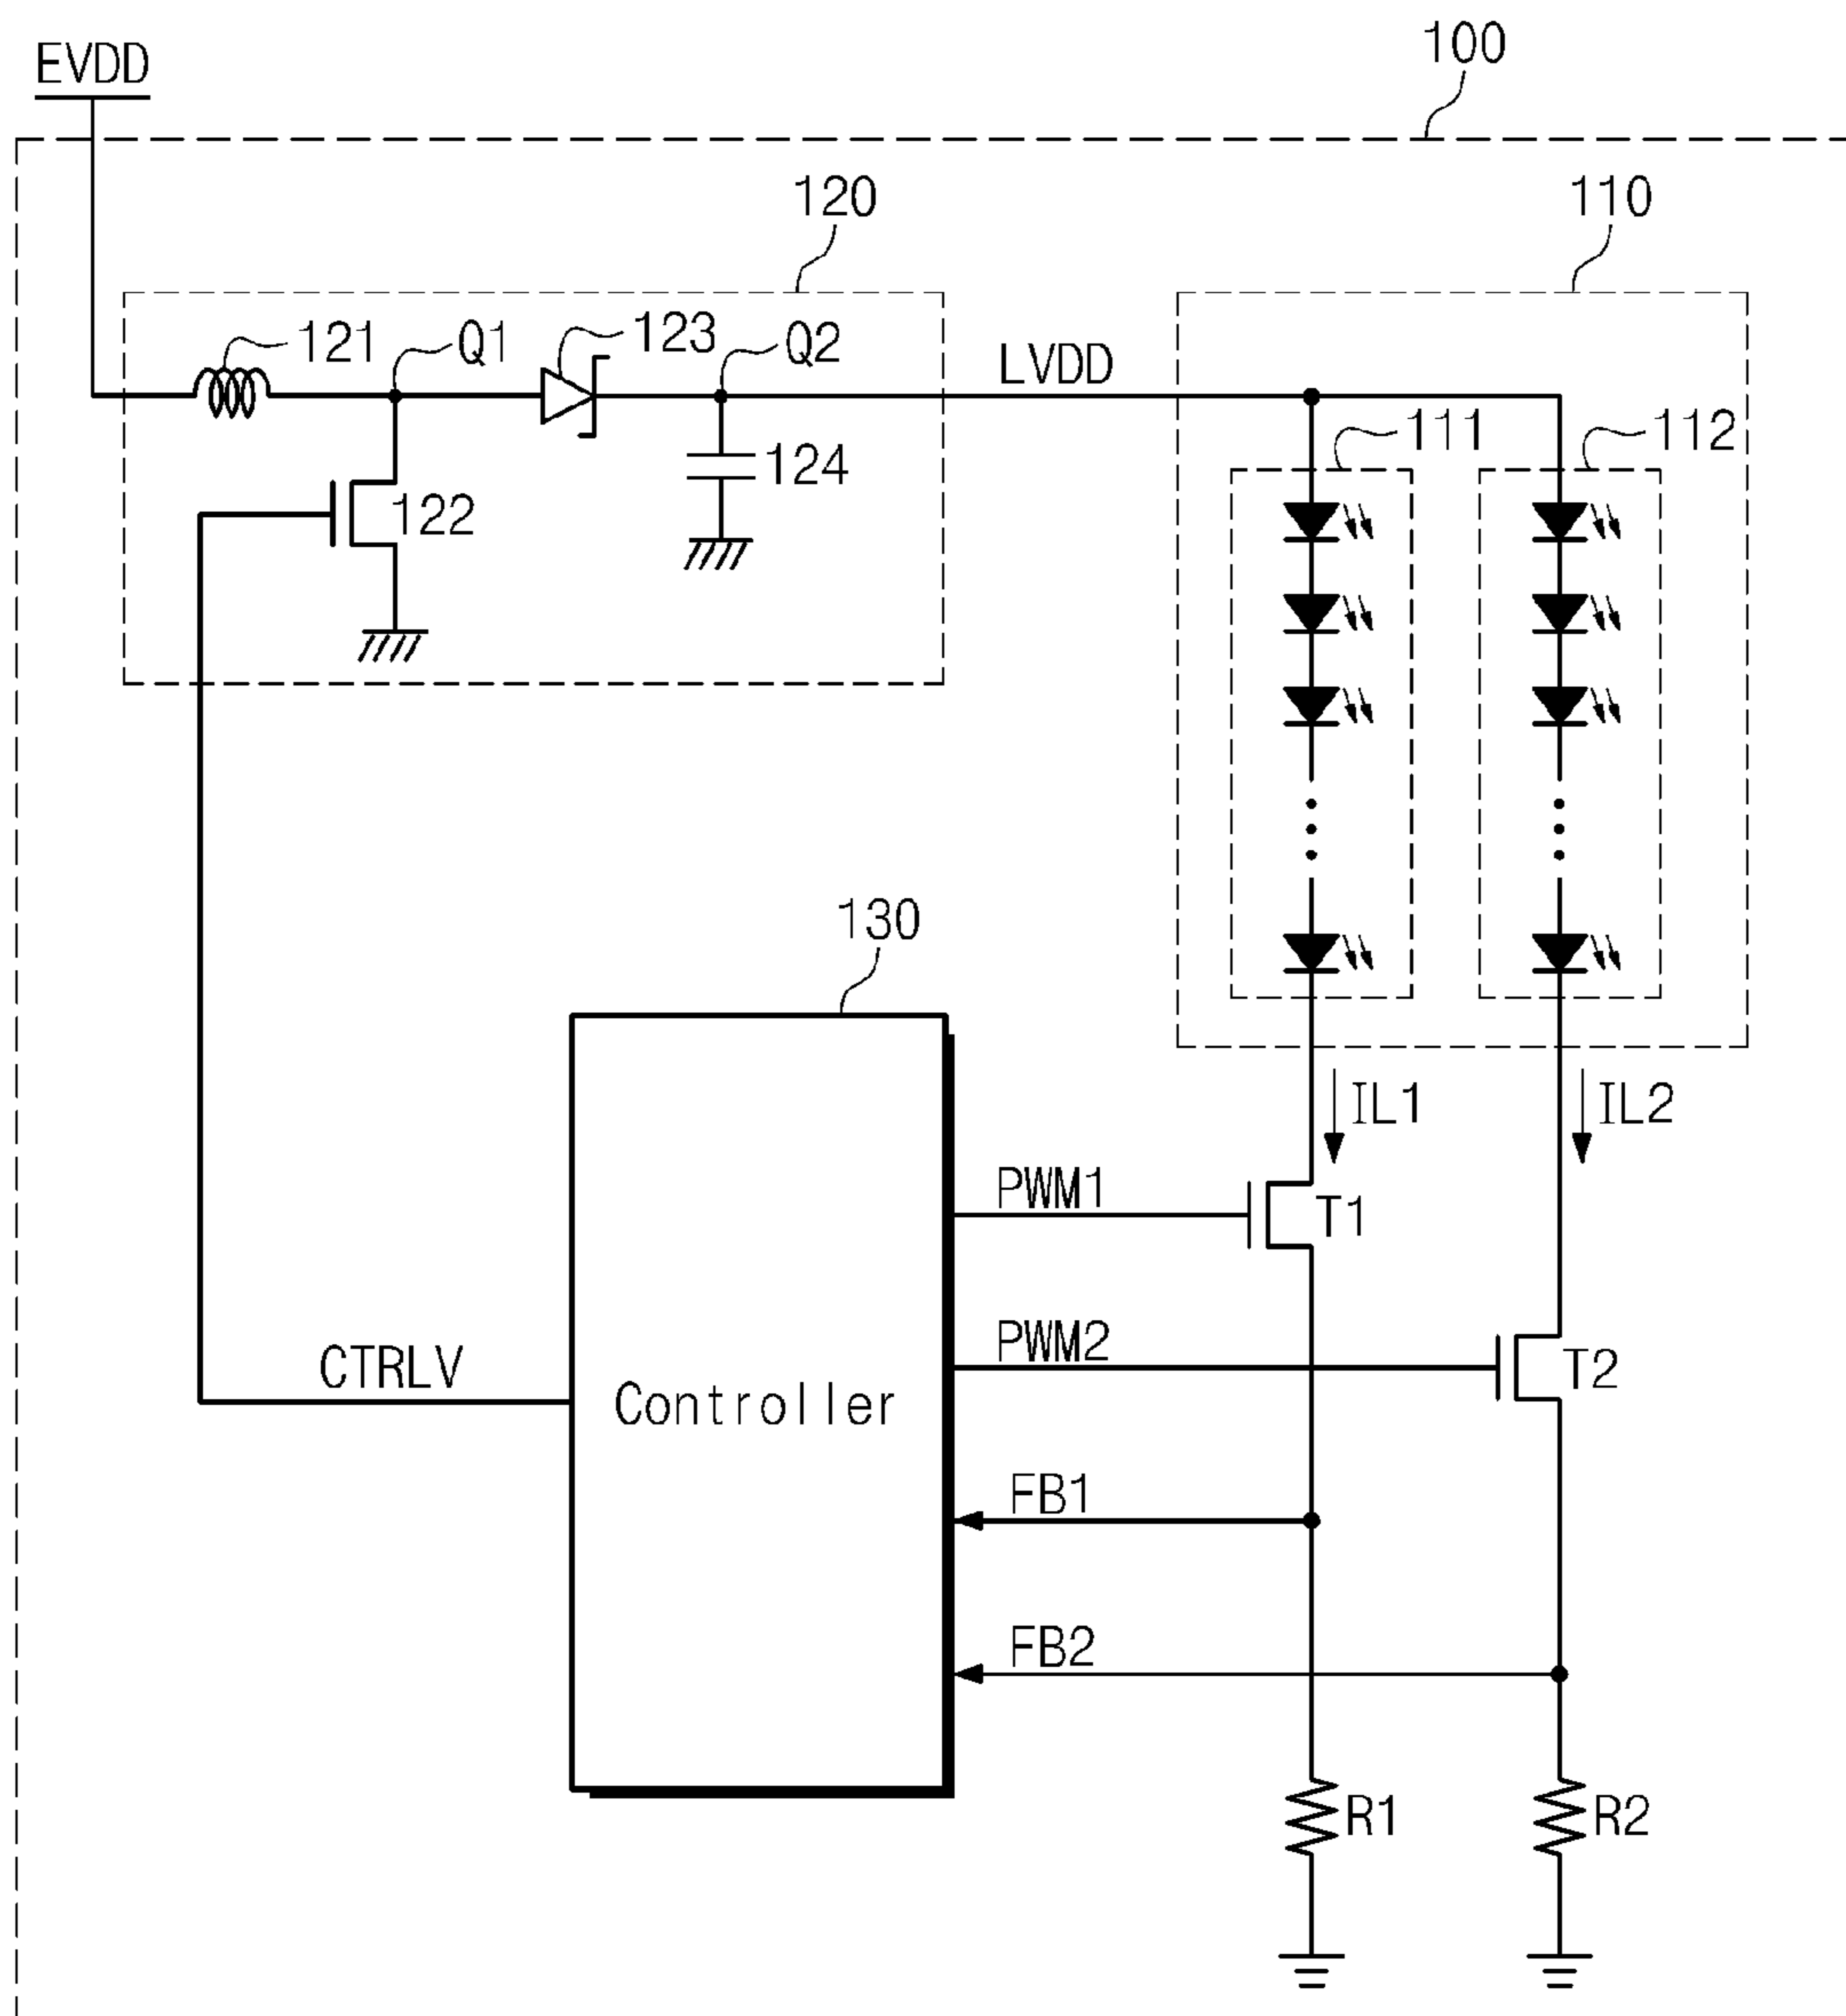 100
EVDD
120
110
121
Q1
123
Q2
LVDD
111
112
124
122
130
IL1
IL2
PWM1
T1
PWM2
T2
CTRLV
Controller
FB1
FB2
R1
R2